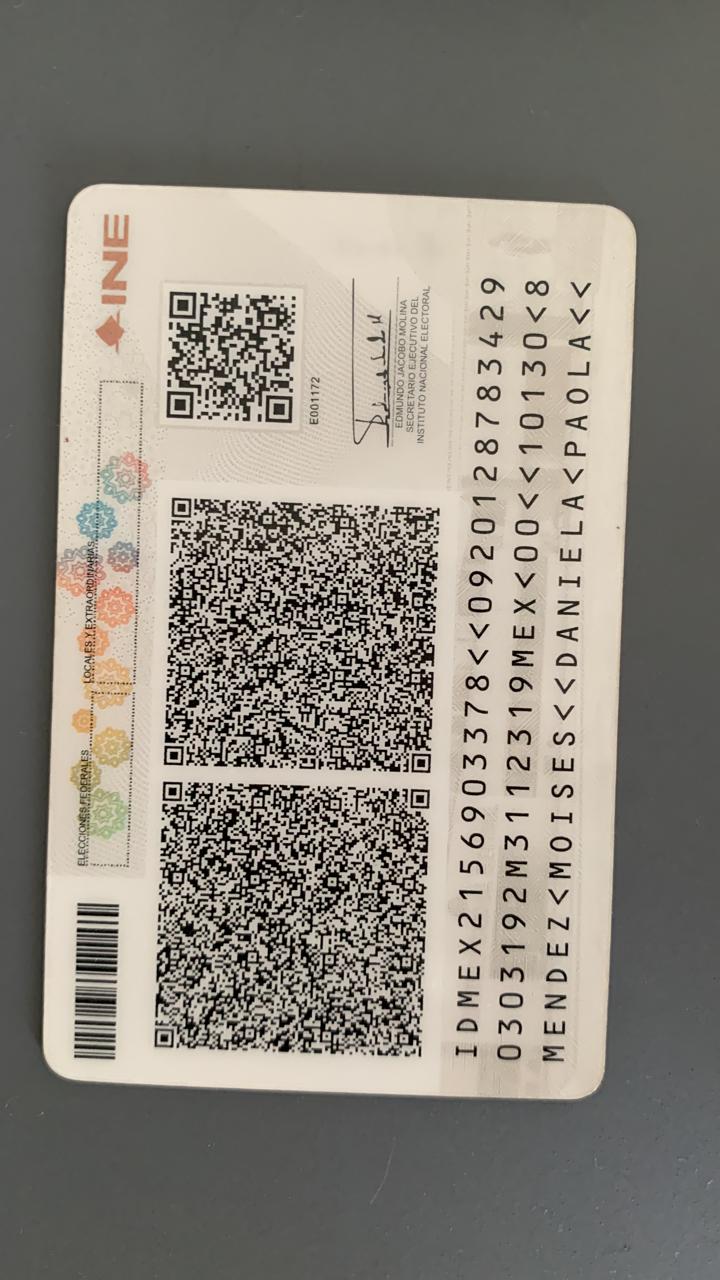 INE
ELECCIONES FEDERALES
LOCALES Y EXTRAORDINARIAS
E001172
EDMUNDO JACOBO MOLINA
SECRETARIO EJECUTIVO DEL
INSTITUTO NACIONAL ELECTORAL
IDMEX2156903378<<0920128783429
0303192M3112319MEX<00<<10130<8
MENDEZ<MOISES<<DANIELA<PAOLA<<